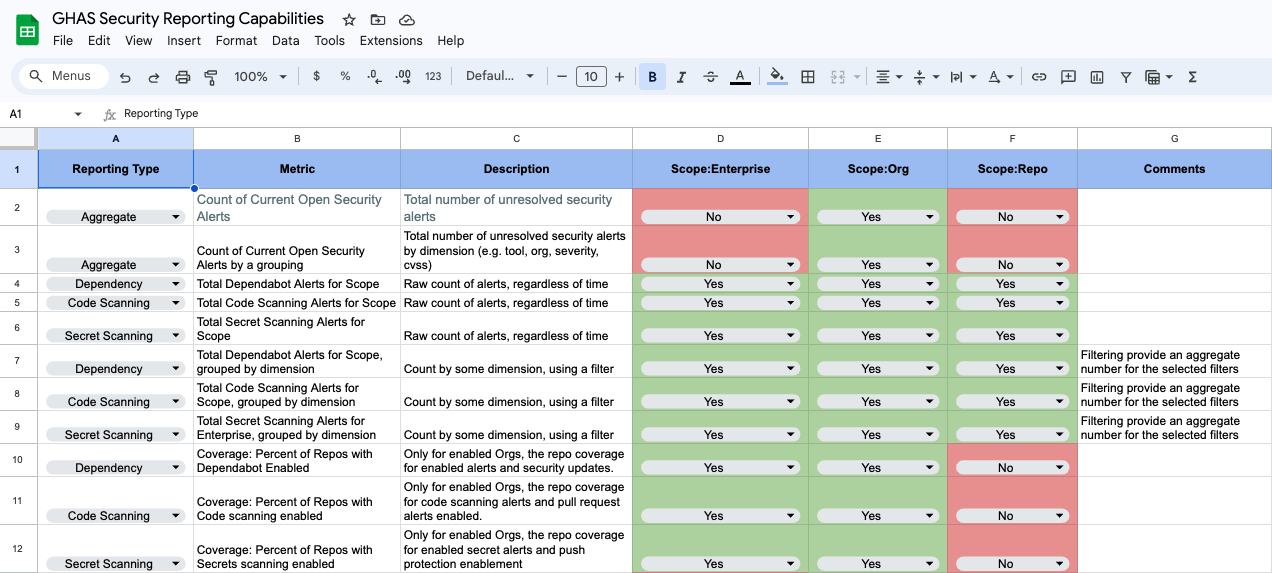 GHAS Security Reporting Capabilities
File Edit View Insert Format Data Tools Extensions Help
Menus 100% $ % .0 .00 123 Defaul... 10 B I S A A Σ
A1 fx Reporting Type
A B C D E F G
1 Reporting Type Metric Description Scope:Enterprise Scope:Org Scope:Repo Comments
Count of Current Open Security Total number of unresolved security
2 Aggregate Alerts alerts No Yes No
Total number of unresolved security alerts
3 Count of Current Open Security by dimension (e.g. tool, org, severity,
Aggregate Alerts by a grouping cvss) No Yes No
4 Dependency Total Dependabot Alerts for Scope Raw count of alerts, regardless of time Yes Yes Yes
5 Code Scanning Total Code Scanning Alerts for Scope Raw count of alerts, regardless of time Yes Yes Yes
6 Total Secret Scanning Alerts for
Secret Scanning Scope Raw count of alerts, regardless of time Yes Yes Yes
7 Total Dependabot Alerts for Scope, Filtering provide an aggregate
Dependency grouped by dimension Count by some dimension, using a filter Yes Yes Yes number for the selected filters
8 Total Code Scanning Alerts for Filtering provide an aggregate
Code Scanning Scope, grouped by dimension Count by some dimension, using a filter Yes Yes Yes number for the selected filters
9 Total Secret Scanning Alerts for Filtering provide an aggregate
Secret Scanning Enterprise, grouped by dimension Count by some dimension, using a filter Yes Yes Yes number for the selected filters
10 Coverage: Percent of Repos with Only for enabled Orgs, the repo coverage
Dependency Dependabot Enabled for enabled alerts and security updates. Yes Yes No
Only for enabled Orgs, the repo coverage
11 Coverage: Percent of Repos with for code scanning alerts and pull request
Code Scanning Code scanning enabled alerts enabled. Yes Yes No
Only for enabled Orgs, the repo coverage
12 Coverage: Percent of Repos with for enabled secret alerts and push
Secret Scanning Secrets scanning enabled protection enablement Yes Yes No